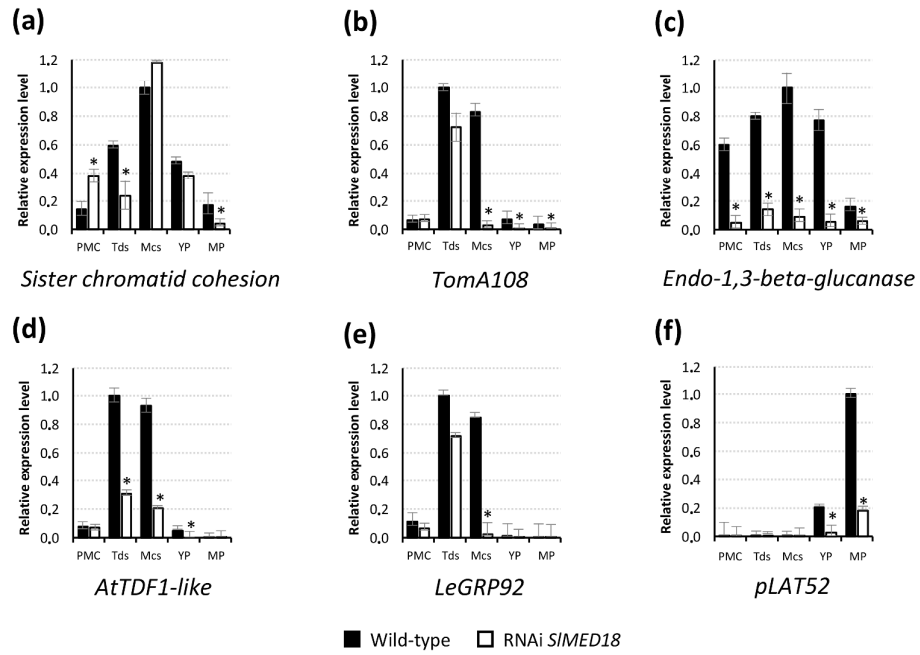 (a)
Relative expression level
1.2
1.0
0.8
0.6
0.4
0.2
0,0
* * *
PMC Tds Mcs YP MP
Sister chromatid cohesion
(b)
Relative expression level
1.2
1.0
0.8
0.6
0.4
0.2
0,0
* * *
PMC Tds Mcs YP MP
TomA108
(c)
Relative expression level
1.2
1.0
0.8
0.6
0.4
0.2
0,0
* * * * *
PMC Tds Mcs YP MP
Endo-1,3-beta-glucanase
(d)
Relative expression level
1.2
1.0
0.8
0.6
0.4
0.2
0,0
* * *
PMC Tds Mcs YP MP
AtTDF1-like
(e)
Relative expression level
1.2
1.0
0.8
0.6
0.4
0.2
0,0
*
PMC Tds Mcs YP MP
LeGRP92
(f)
Relative expression level
1.2
1.0
0.8
0.6
0.4
0.2
0,0
* *
PMC Tds Mcs YP MP
pLAT52
Wild-type RNAi SlMED18